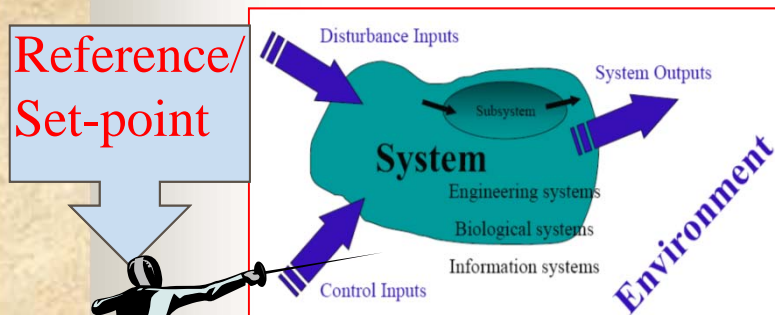 Reference/
Set-point
Disturbance Inputs
System Outputs
Subsystem
System
Engineering systems
Biological systems
Information systems
Control Inputs
Environment